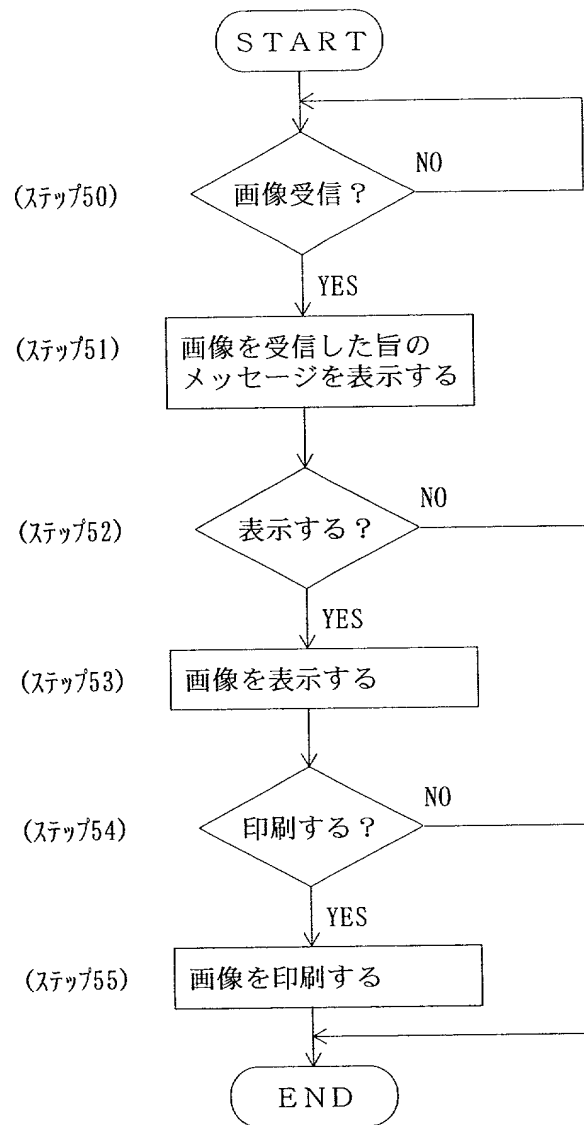 START
NO
(ステップ50)
画像受信？
YES
(ステップ51)
画像を受信した旨の
メッセージを表示する
NO
(ステップ52)
表示する？
YES
(ステップ53)
画像を表示する
NO
(ステップ54)
印刷する？
YES
(ステップ55)
画像を印刷する
END